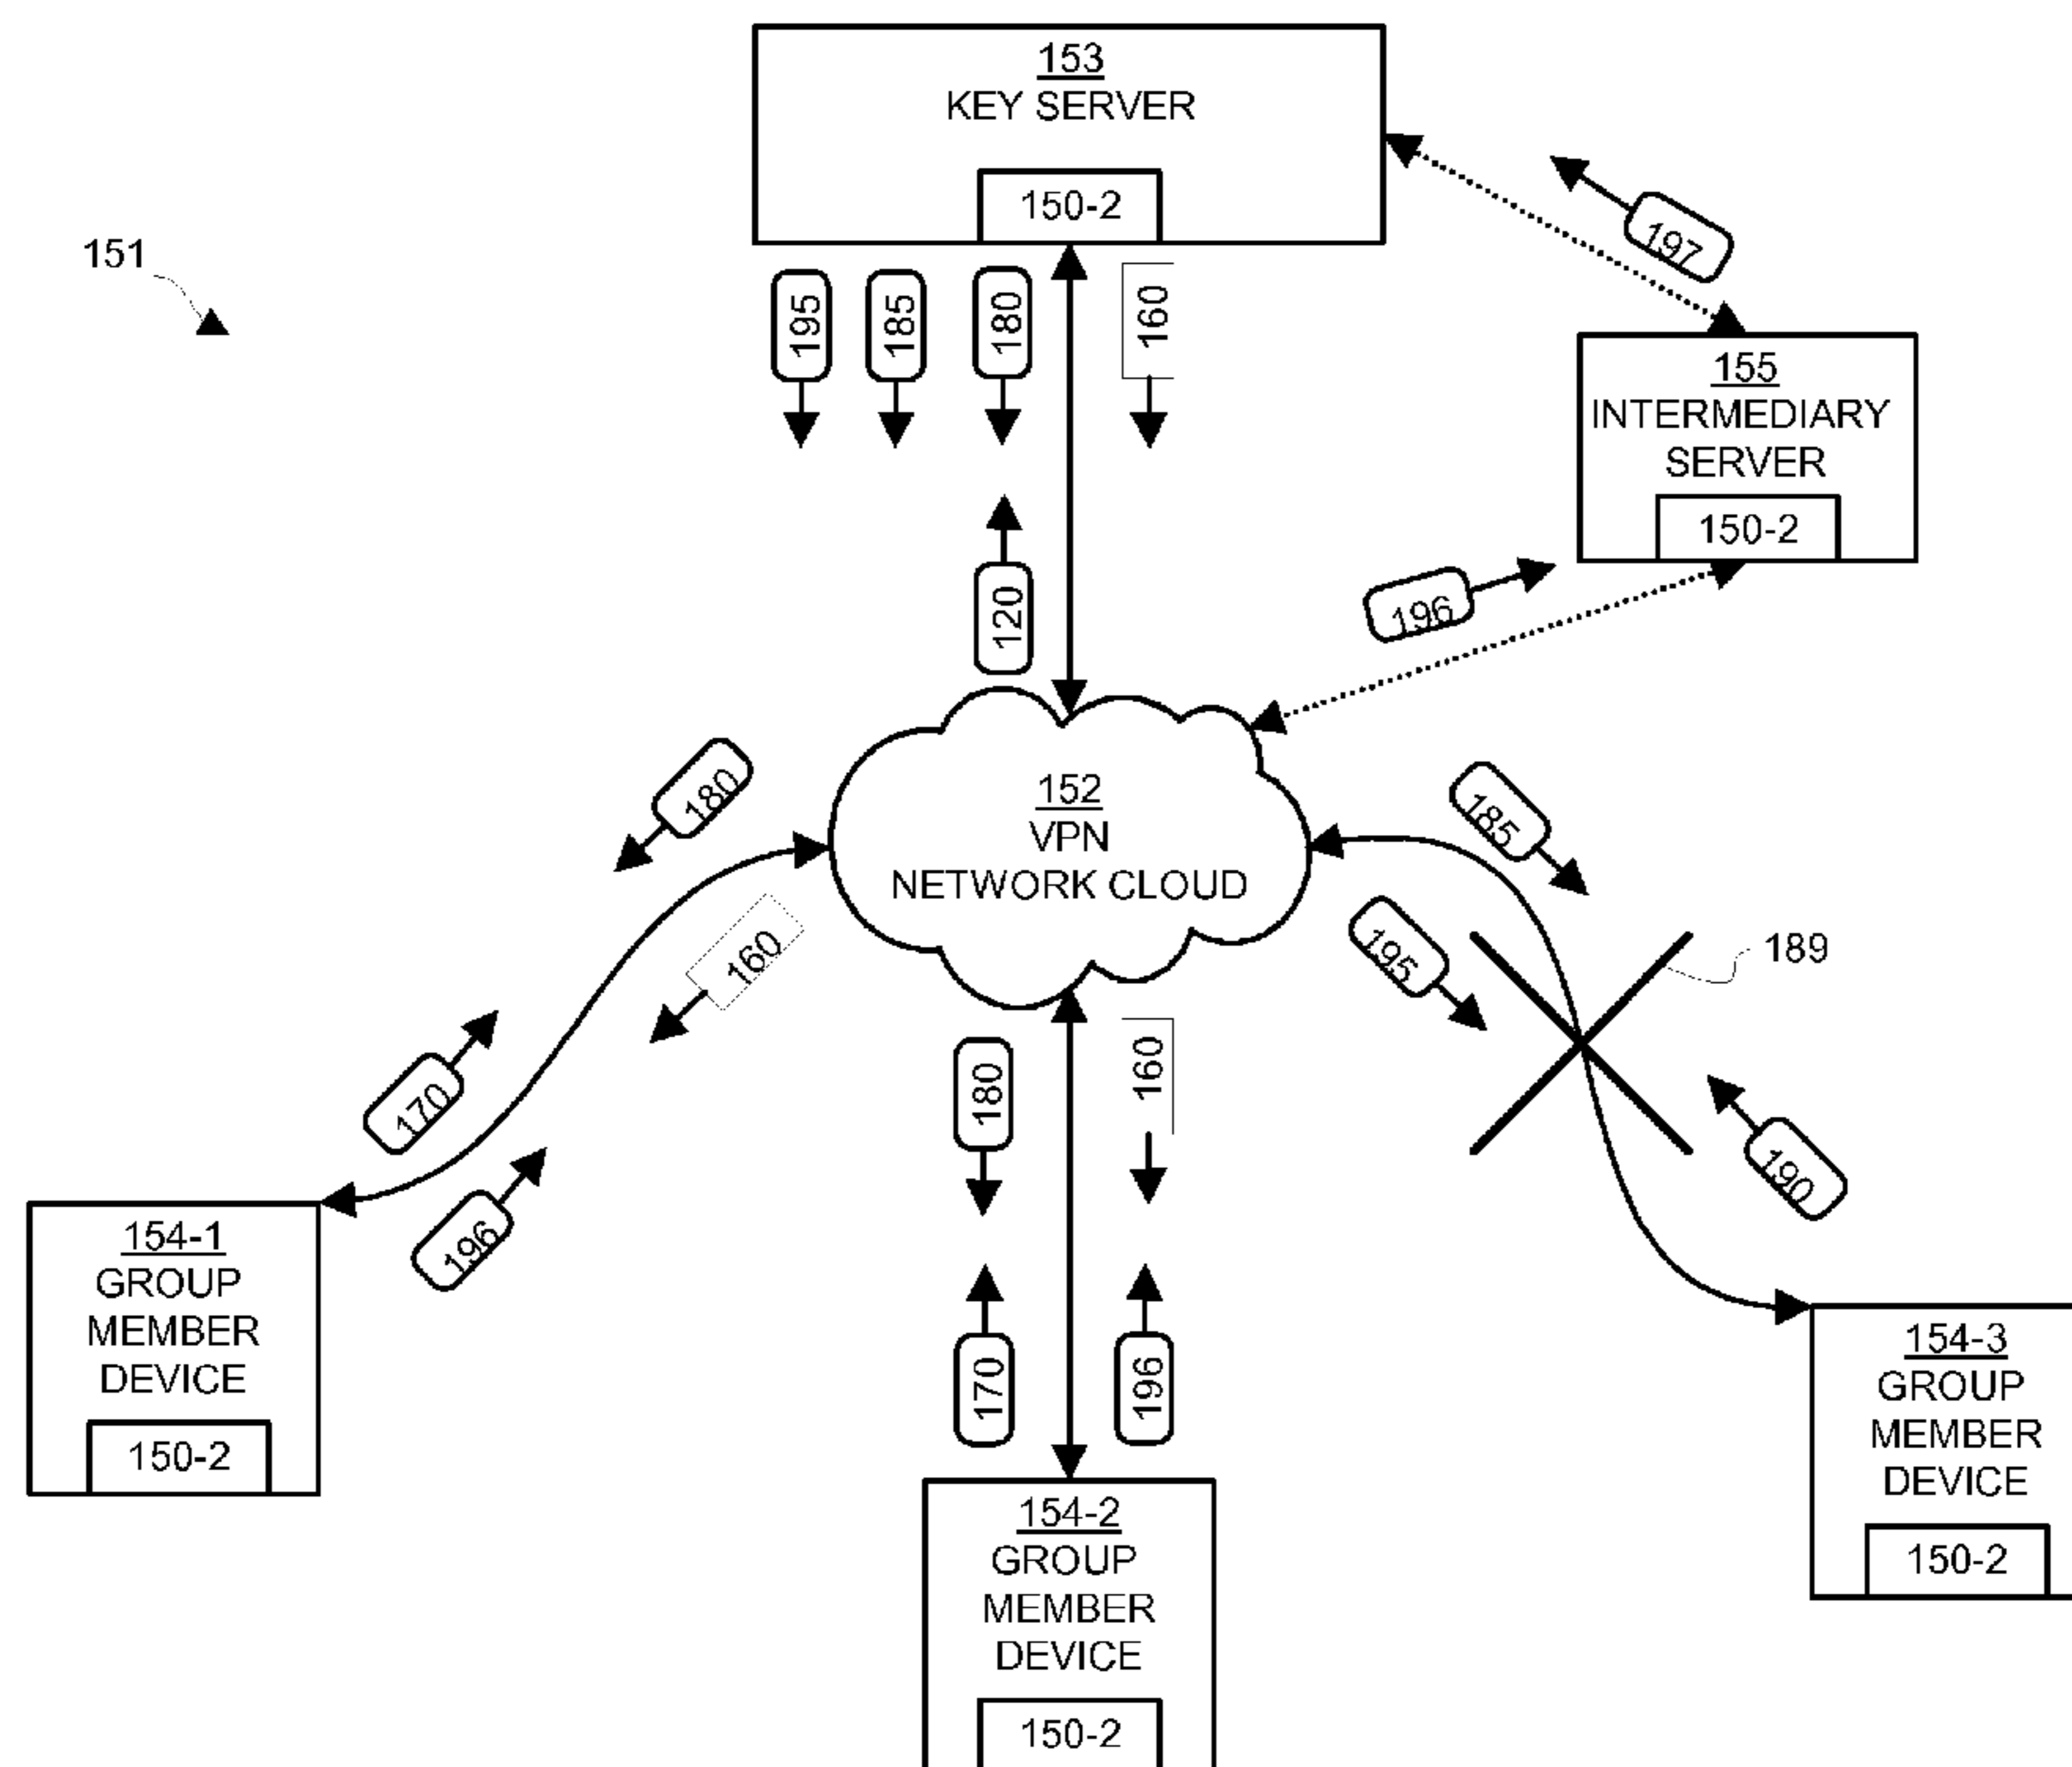 153
KEY SERVER
150-2
151
195
185
180
160
197
155
INTERMEDIARY
SERVER
150-2
120
196
152
VPN
NETWORK CLOUD
180
185
160
195
189
170
196
180
160
190
154-1
GROUP
MEMBER
DEVICE
150-2
170
196
154-3
GROUP
MEMBER
DEVICE
150-2
154-2
GROUP
MEMBER
DEVICE
150-2